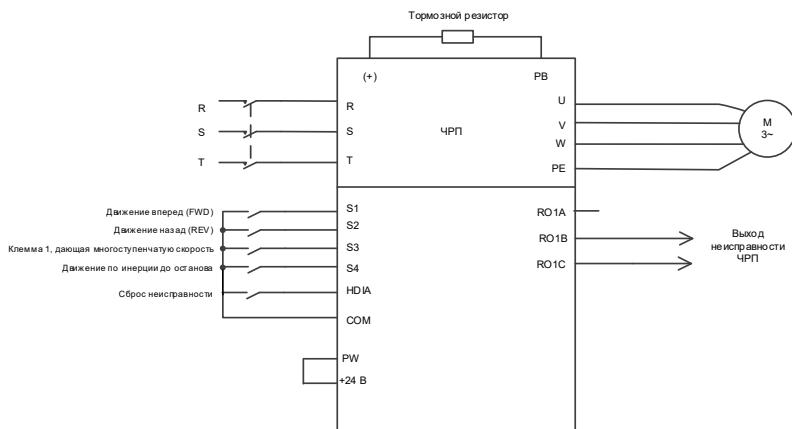 Тормозной резистор
(+)
PB
R
S
T
R
S
T
ЧРП
U
V
W
PE
M
3~
Движение вперед (FWD)
Движение назад (REV)
Клемма 1, дающая многоступенчатую скорость
Движение по инерции до останова
Сброс неисправности
S1
S2
S3
S4
HDIA
COM
PW
+24 В
RO1A
RO1B
RO1C
Выход
неисправности
ЧРП